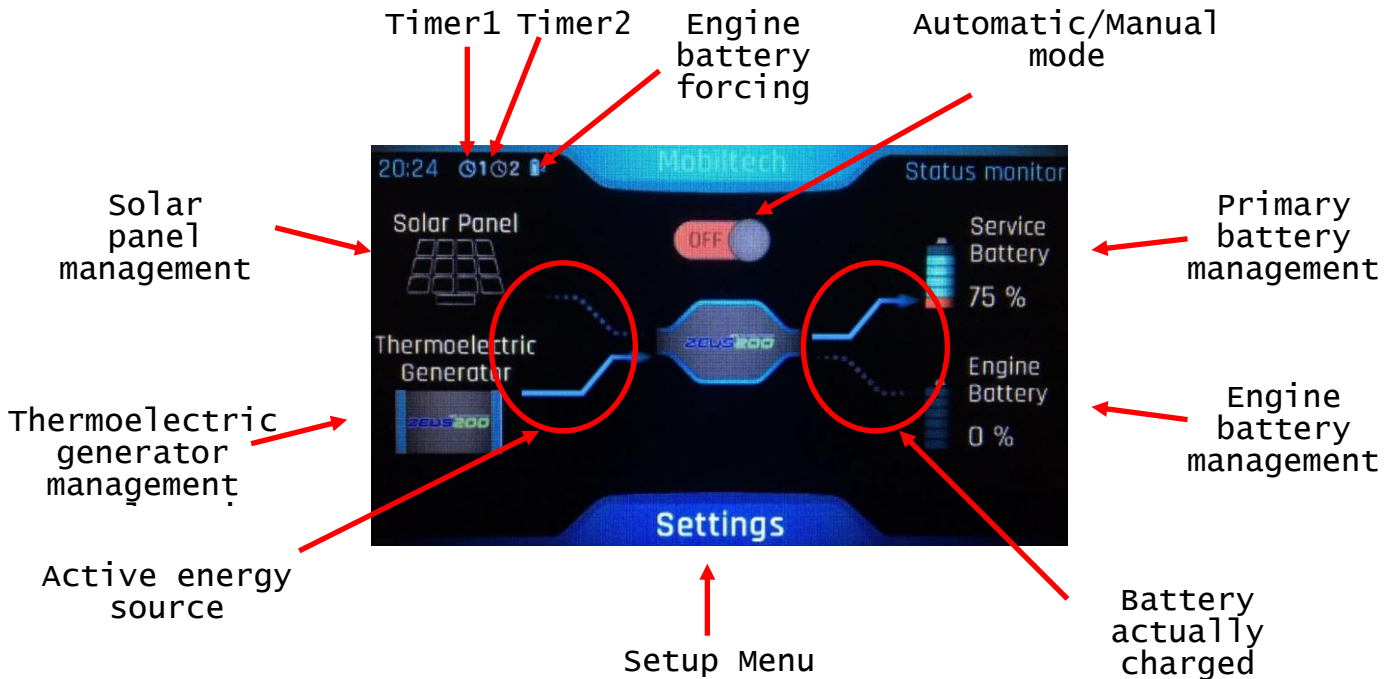 Timer1 Timer2
Engine
battery
forcing
Automatic/Manual
mode
Mobiltech
20:24 1 2
Status monitor
Solar
panel
management
Solar Panel
OFF
Service
Battery
75 %
Primary
battery
management
ZEUS200
Thermoelectric
Generator
ZEUS200
Engine
Battery
0 %
Thermoelectric
generator
management
Engine
battery
management
Settings
Active energy
source
Setup Menu
Battery
actually
charged